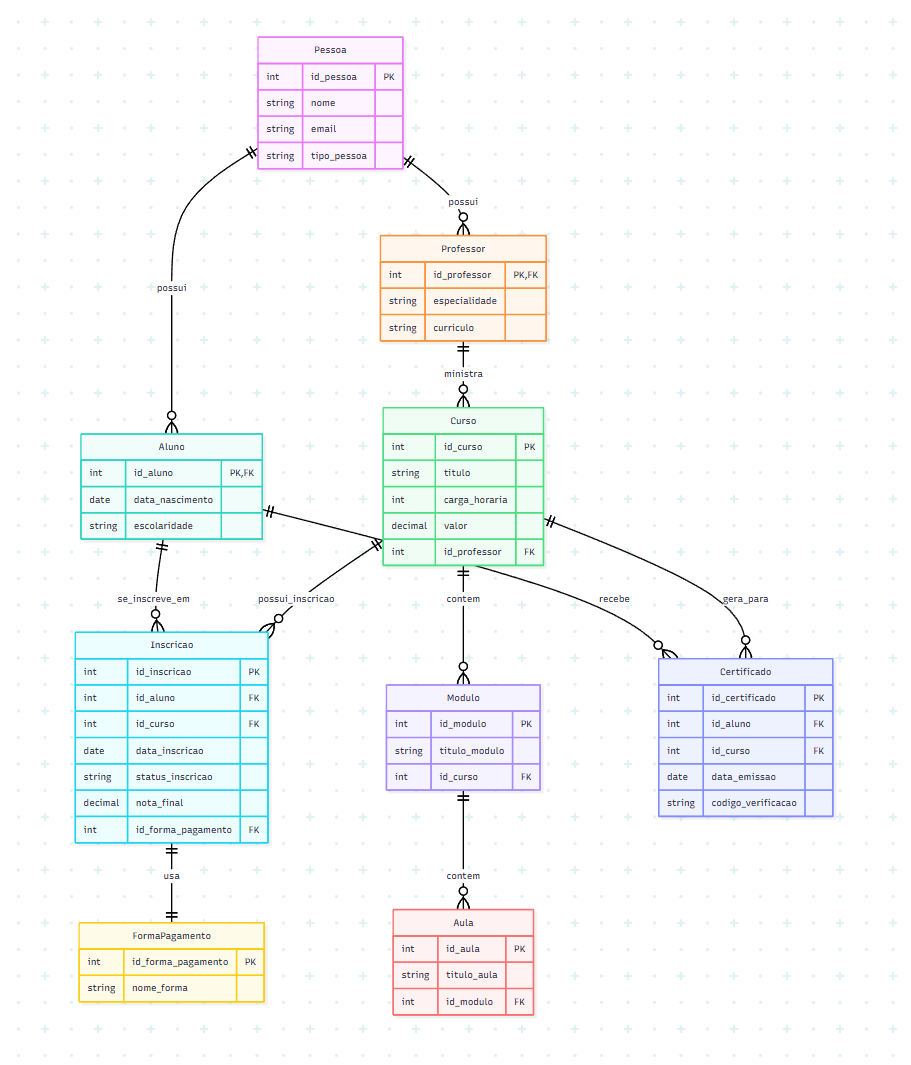 Pessoa
int id_pessoa PK
string nome
string email
string tipo_pessoa
possui
Professor
int id_professor PK,FK
string especialidade
string curriculo
possui
ministra
Curso
int id_curso PK
string titulo
int carga_horaria
decimal valor
int id_professor FK
Aluno
int id_aluno PK,FK
date data_nascimento
string escolaridade
se_inscreve_em
possui_inscricao
contem
recebe
gera_para
Inscricao
int id_inscricao PK
int id_aluno FK
int id_curso FK
date data_inscricao
string status_inscricao
decimal nota_final
int id_forma_pagamento FK
Modulo
int id_modulo PK
string titulo_modulo
int id_curso FK
Certificado
int id_certificado PK
int id_aluno FK
int id_curso FK
date data_emissao
string codigo_verificacao
usa
contem
FormaPagamento
int id_forma_pagamento PK
string nome_forma
Aula
int id_aula PK
string titulo_aula
int id_modulo FK